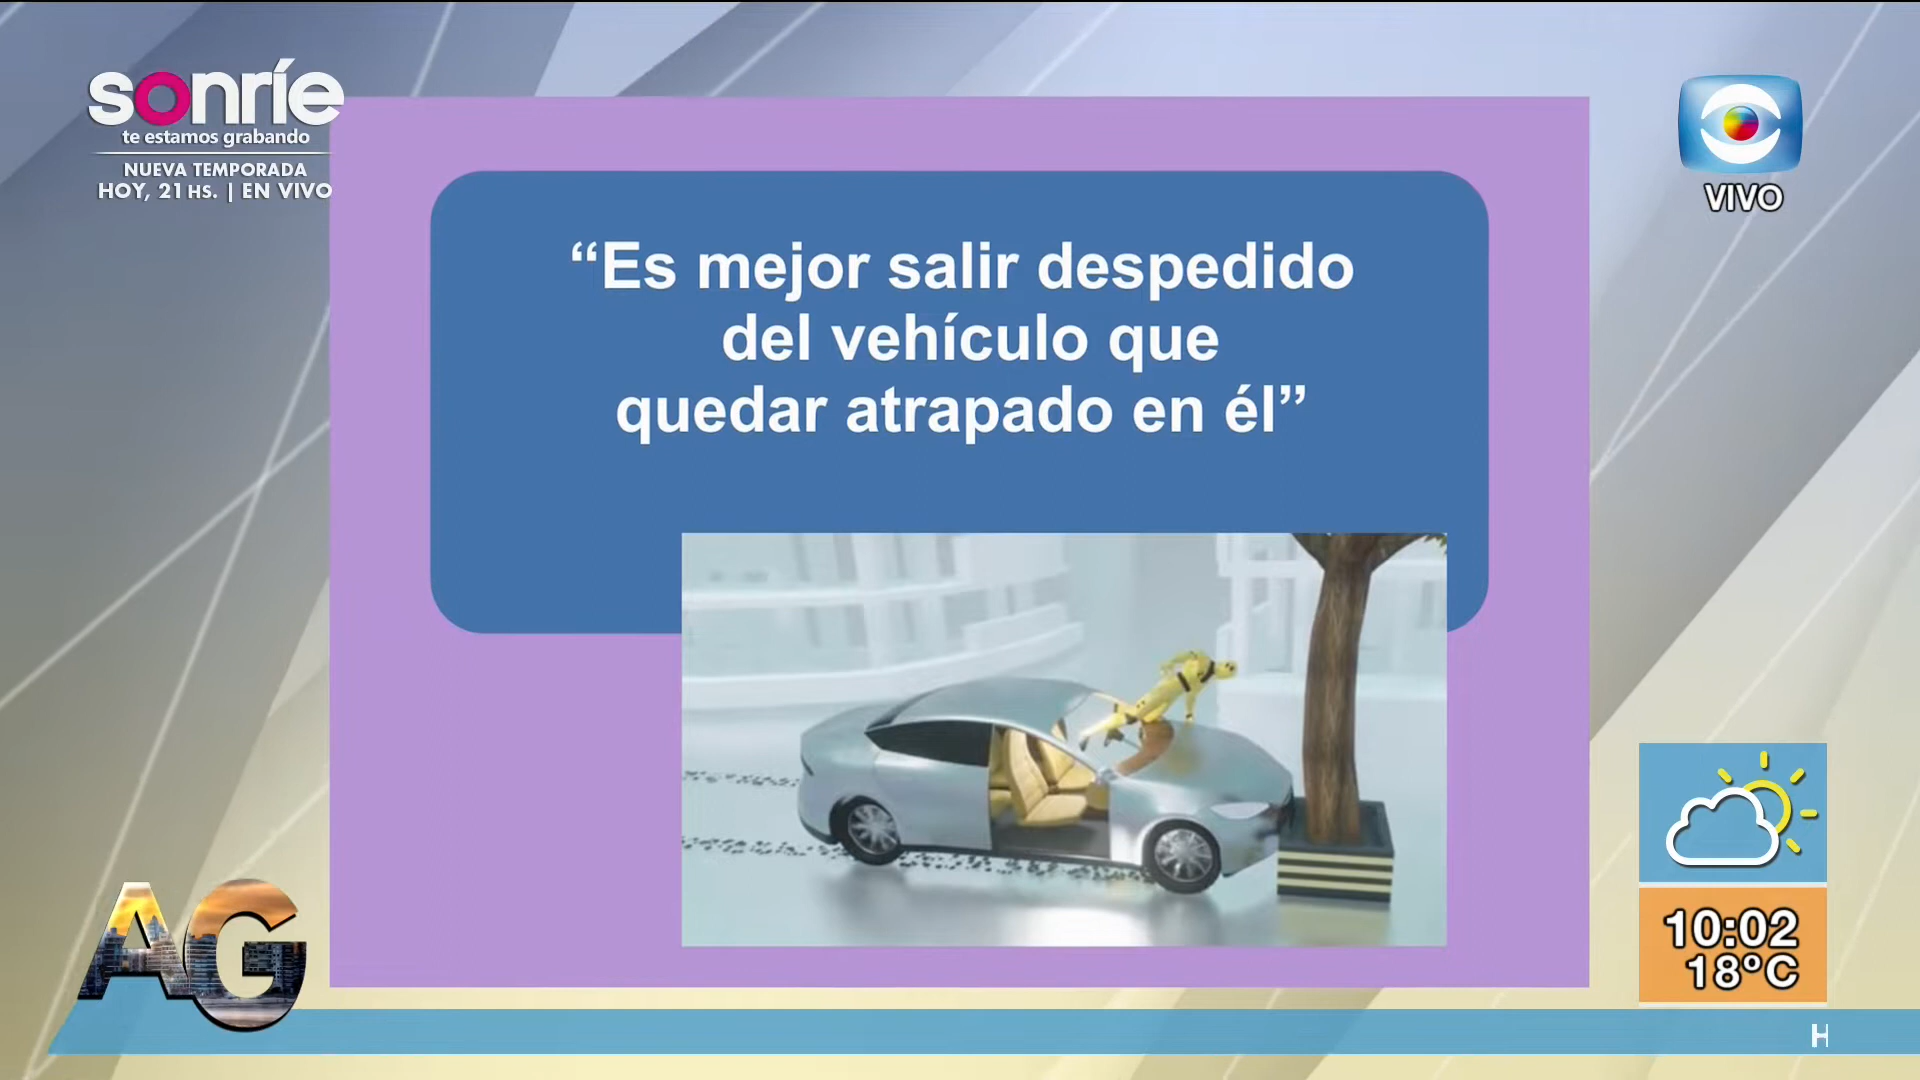 sonríe
te estamos grabando
NUEVA TEMPORADA
HOY, 21 HS. | EN VIVO
VIVO
“Es mejor salir despedido
del vehículo que
quedar atrapado en él”
AG
10:02
18°C
H